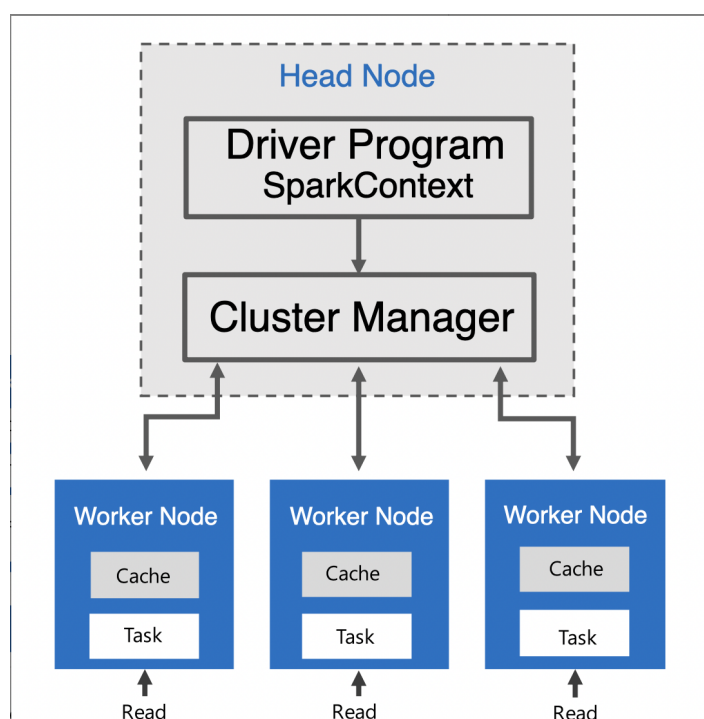 Head Node
Driver Program
SparkContext
Cluster Manager
Worker Node
Cache
Task
Read
Worker Node
Cache
Task
Read
Worker Node
Cache
Task
Read